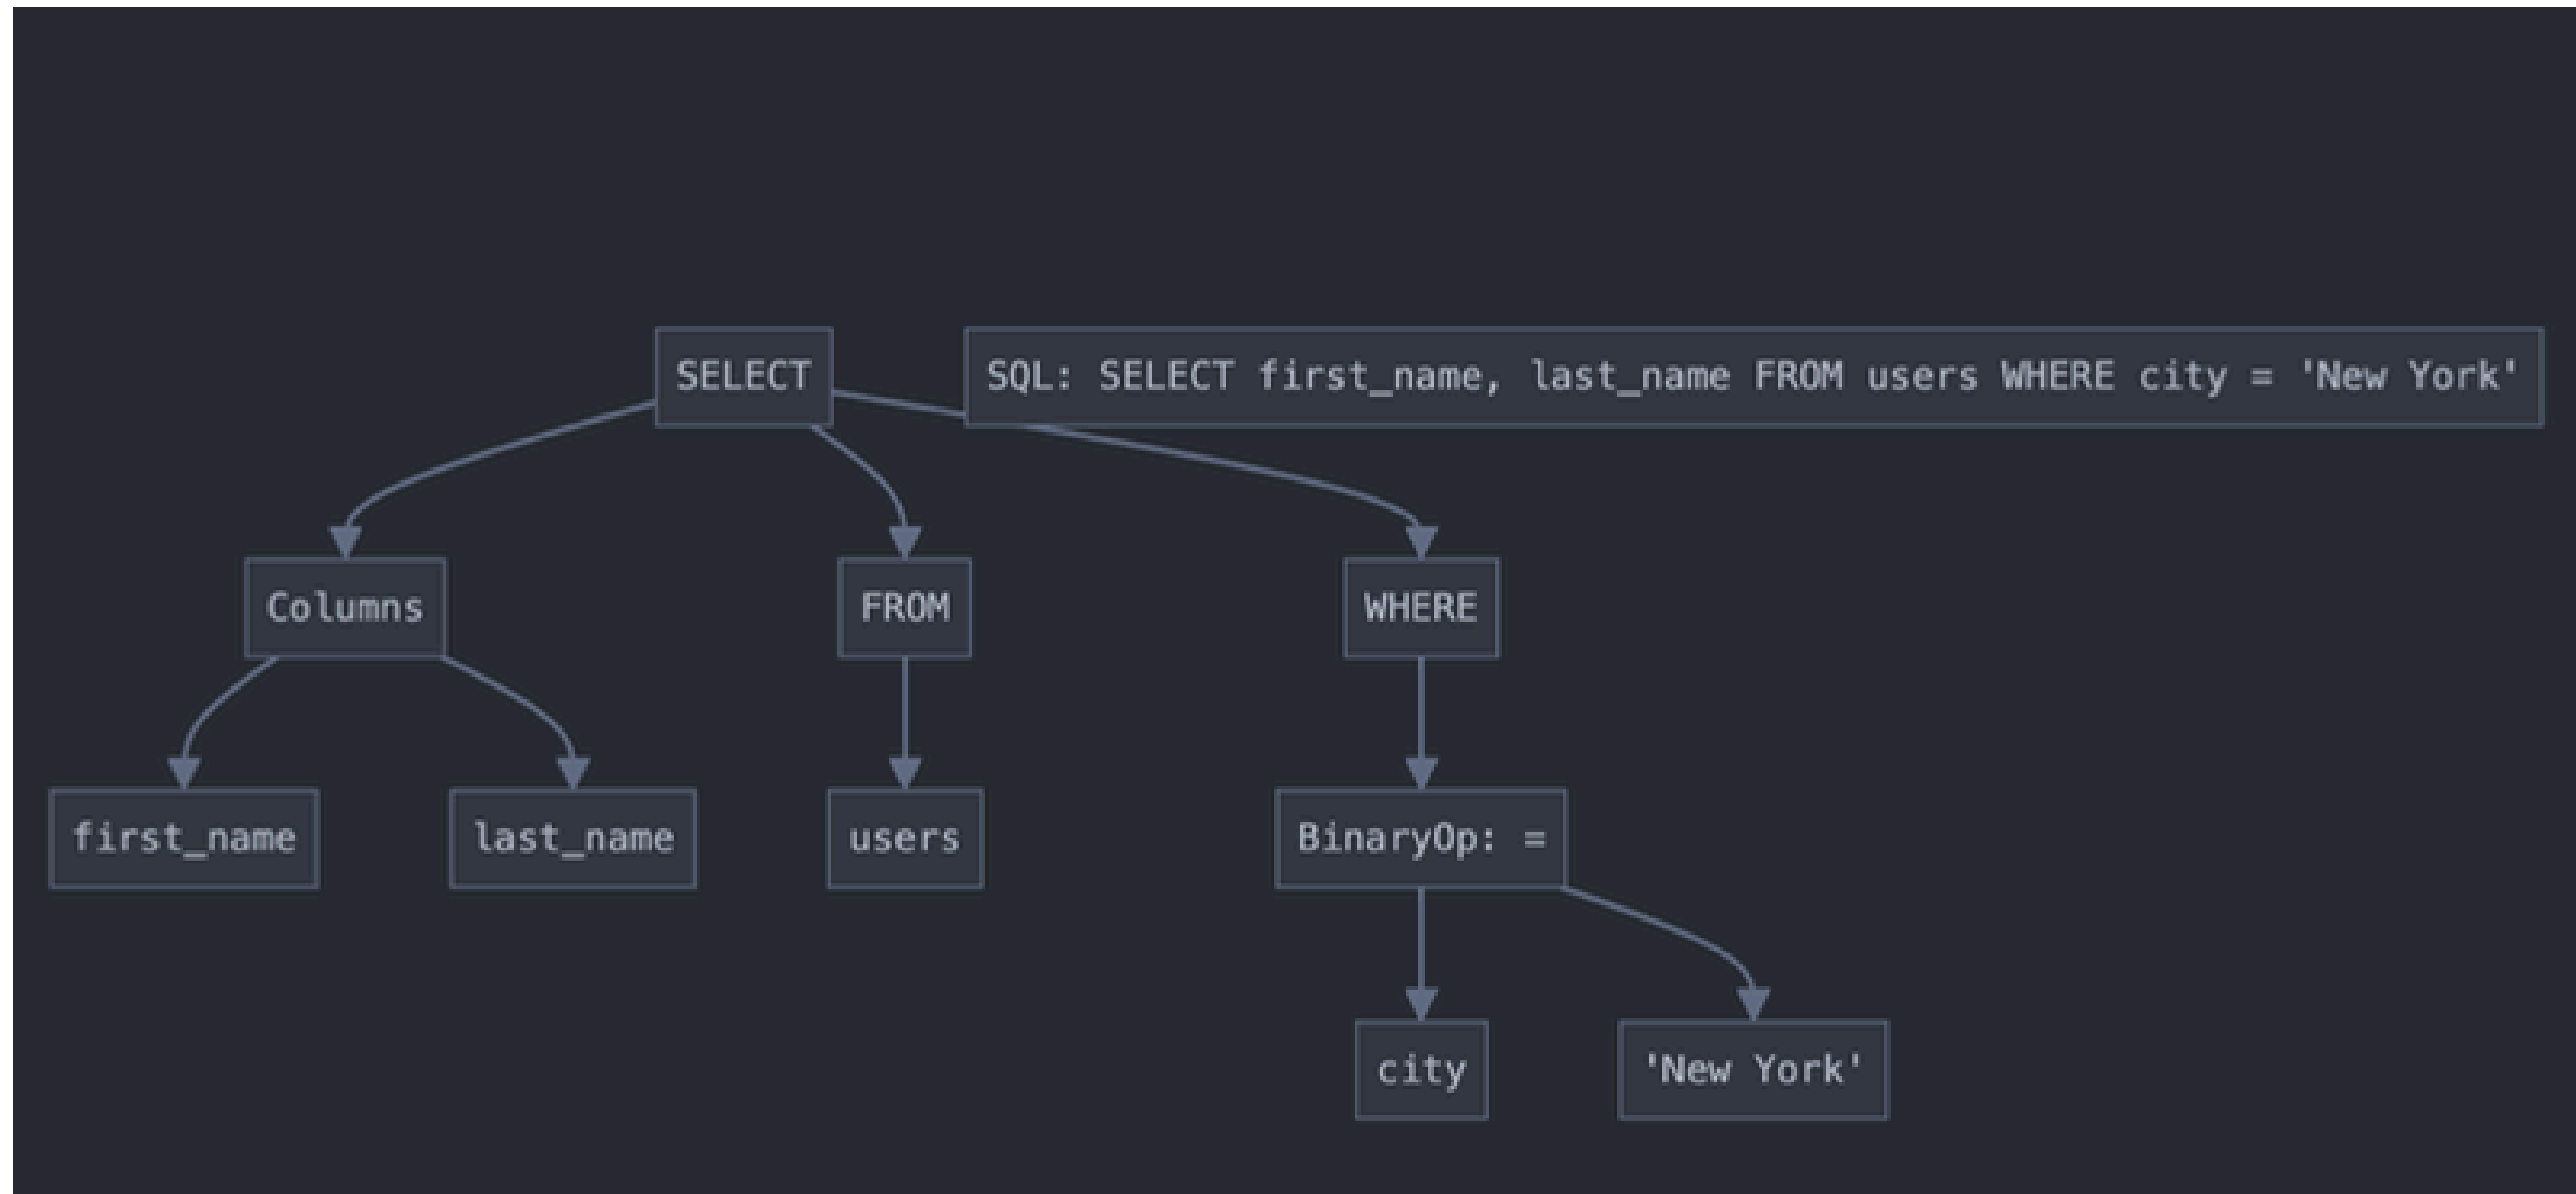 SELECT
SQL: SELECT first_name, last_name FROM users WHERE city = 'New York'
Columns
FROM
WHERE
first_name
last_name
users
BinaryOp: =
city
'New York'